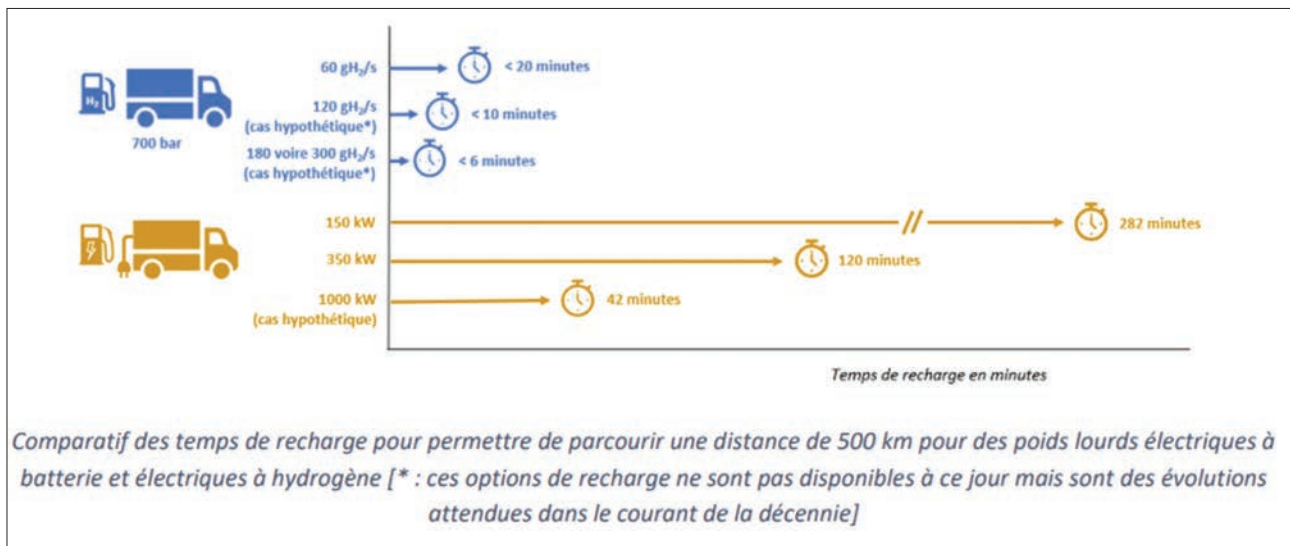 60 gH₂/s
< 20 minutes
H₂
700 bar
120 gH₂/s
(cas hypothétique*)
< 10 minutes
180 voire 300 gH₂/s
(cas hypothétique*)
< 6 minutes
150 kW
282 minutes
350 kW
120 minutes
1000 kW
(cas hypothétique)
42 minutes
Temps de recharge en minutes
Comparatif des temps de recharge pour permettre de parcourir une distance de 500 km pour des poids lourds électriques à
batterie et électriques à hydrogène [* : ces options de recharge ne sont pas disponibles à ce jour mais sont des évolutions
attendues dans le courant de la décennie]